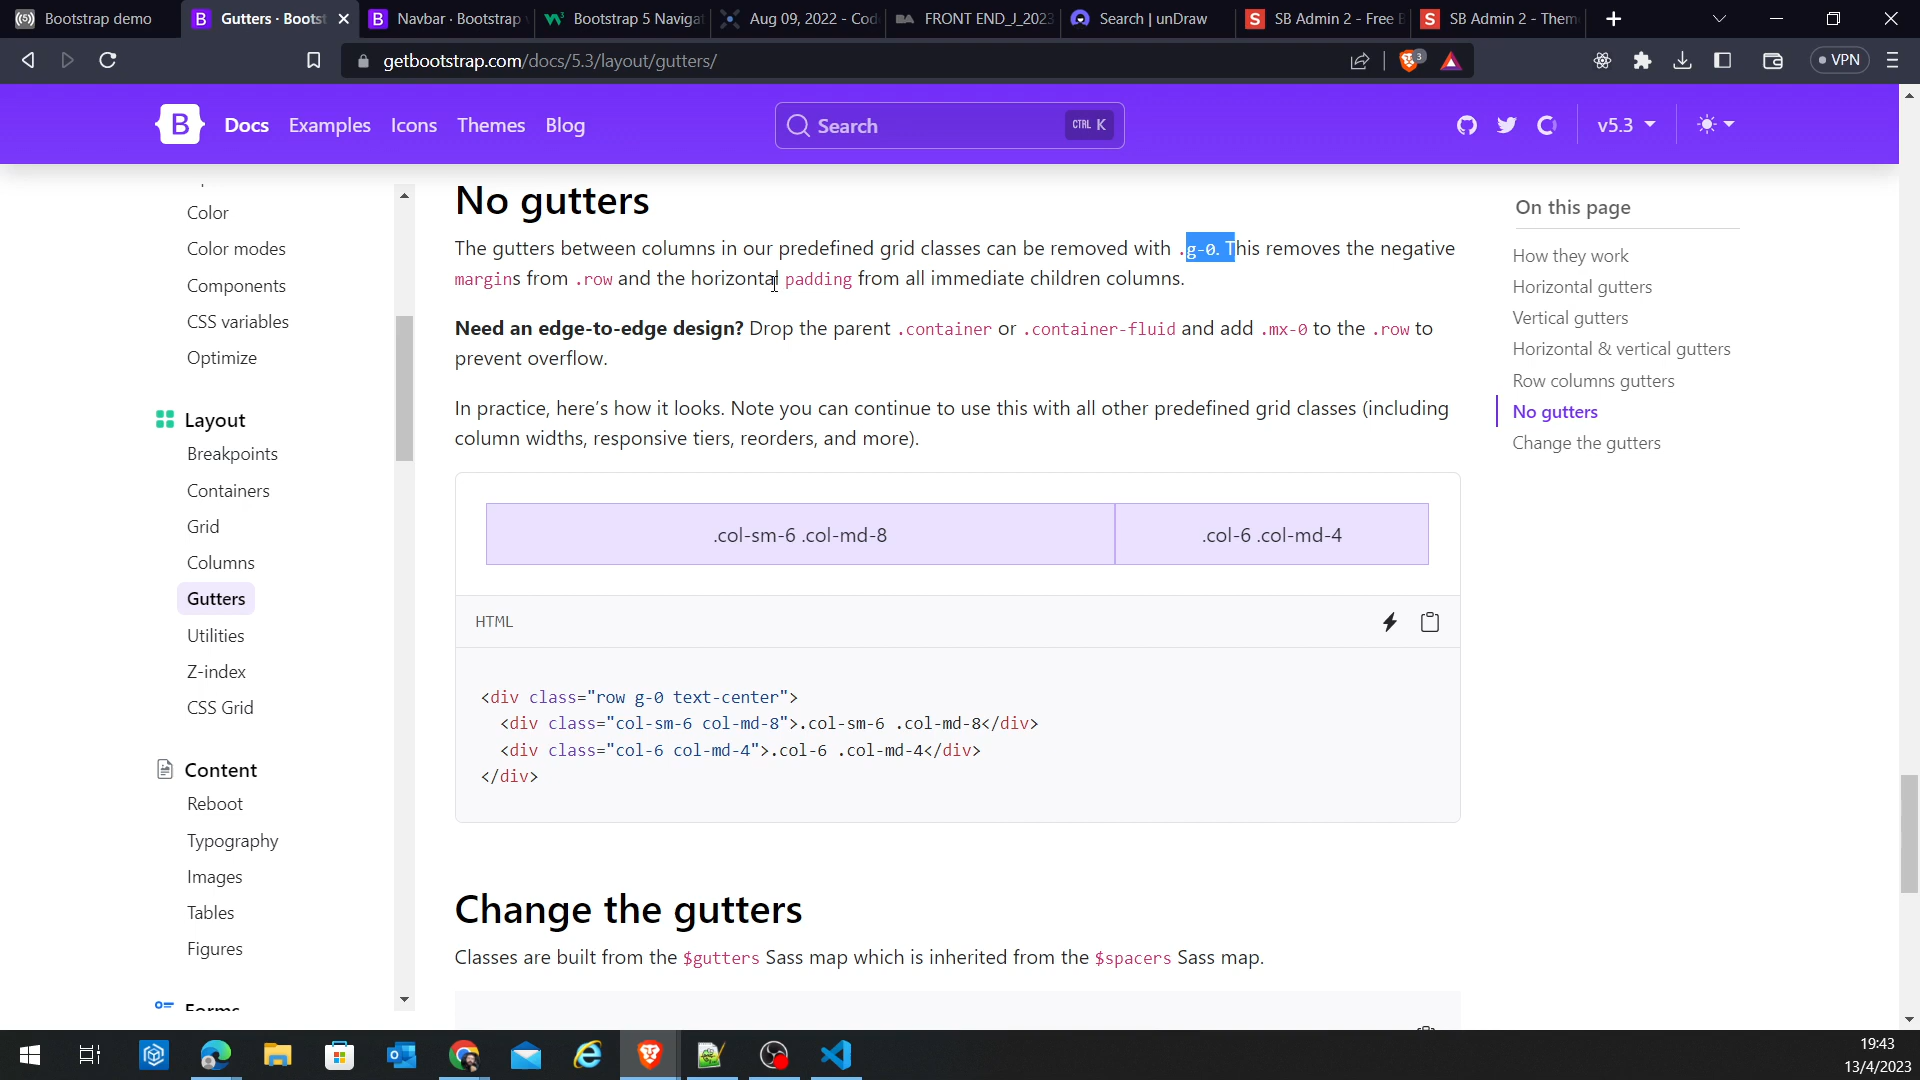 Bootstrap demo
Gutters · Bootst
Navbar · Bootstrap
Bootstrap 5 Navigat
Aug 09, 2022 - Cod
FRONT END_J_2023
Search | unDraw
SB Admin 2 - Free B
SB Admin 2 - Them
getbootstrap.com/docs/5.3/layout/gutters/
3
VPN
B
Docs
Examples
Icons
Themes
Blog
Search
CTRL K
v5.3
Color
Color modes
Components
CSS variables
Optimize
Layout
Breakpoints
Containers
Grid
Columns
Gutters
Utilities
Z-index
CSS Grid
Content
Reboot
Typography
Images
Tables
Figures
Forms
No gutters
The gutters between columns in our predefined grid classes can be removed with .g-0. This removes the negative
margins from .row and the horizontal padding from all immediate children columns.
Need an edge-to-edge design? Drop the parent .container or .container-fluid and add .mx-0 to the .row to
prevent overflow.
In practice, here’s how it looks. Note you can continue to use this with all other predefined grid classes (including
column widths, responsive tiers, reorders, and more).
.col-sm-6 .col-md-8
.col-6 .col-md-4
HTML
<div class="row g-0 text-center">
<div class="col-sm-6 col-md-8">.col-sm-6 .col-md-8</div>
<div class="col-6 col-md-4">.col-6 .col-md-4</div>
</div>
Change the gutters
Classes are built from the $gutters Sass map which is inherited from the $spacers Sass map.
On this page
How they work
Horizontal gutters
Vertical gutters
Horizontal & vertical gutters
Row columns gutters
No gutters
Change the gutters
19:43
13/4/2023